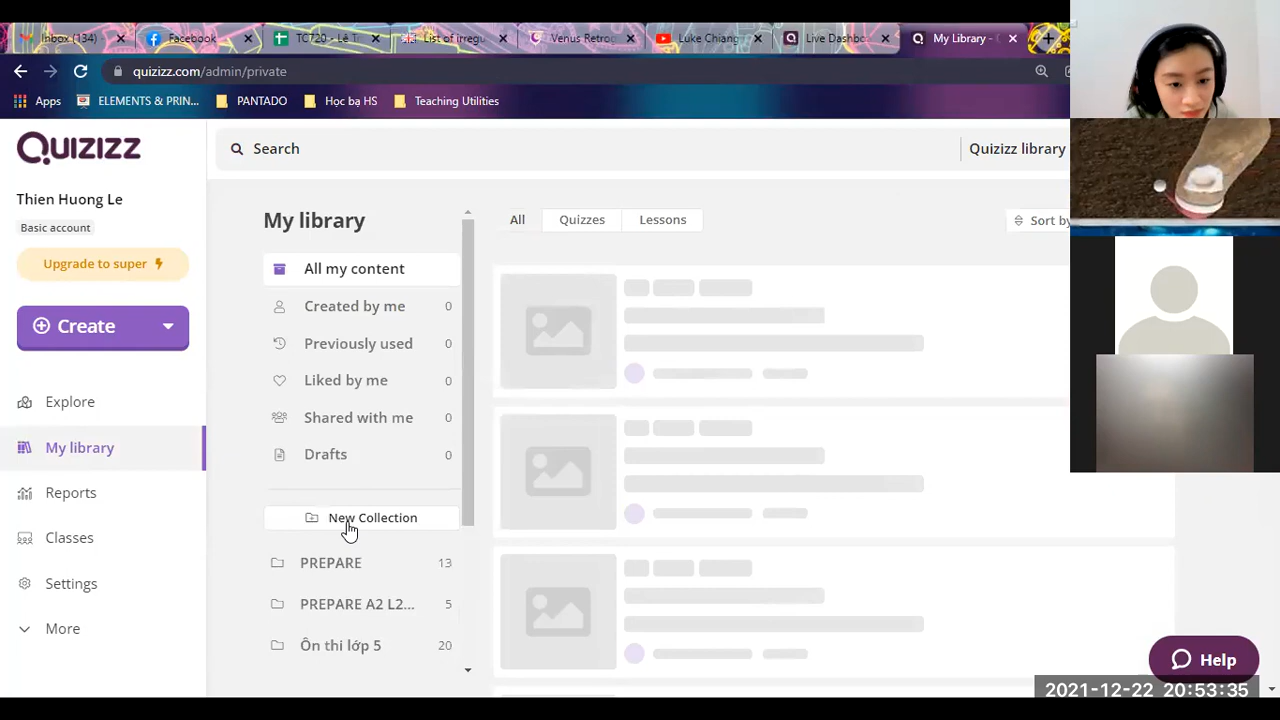 Inbox (134)
Facebook
TCT20 - Lê T
List of irregu
Venus Retrog
Luke Chiang
Live Dashbo
My Library -
quizizz.com/admin/private
Apps
ELEMENTS & PRIN...
PANTADO
Học bạ HS
Teaching Utilities
QUIZIZZ
Search
Quizizz library
Thien Huong Le
Basic account
Upgrade to super
Create
Explore
My library
Reports
Classes
Settings
More
My library
All my content
Created by me 0
Previously used 0
Liked by me 0
Shared with me 0
Drafts 0
New Collection
PREPARE 13
PREPARE A2 L2... 5
Ôn thi lớp 5 20
All
Quizzes
Lessons
Sort by
Help
2021-12-22 20:53:35